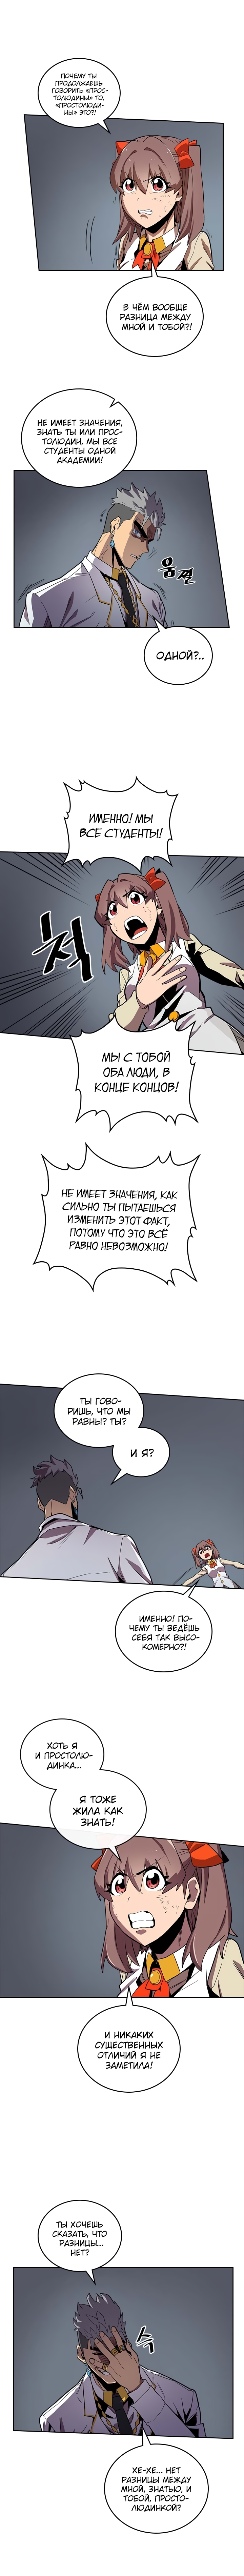 ПОЧЕМУ ТЫ
ПРОДОЛЖАЕШЬ
ГОВОРИТЬ «ПРОС-
ТОЛЮДИНЫ» ТО,
«ПРОСТОЛЮДИ-
НЫ» ЭТО?!
В ЧЁМ ВООБЩЕ
РАЗНИЦА МЕЖДУ
МНОЙ И ТОБОЙ?!
НЕ ИМЕЕТ ЗНАЧЕНИЯ,
ЗНАТЬ ТЫ ИЛИ ПРОС-
ТОЛЮДИН, МЫ ВСЕ
СТУДЕНТЫ ОДНОЙ
АКАДЕМИИ!
움찔
ОДНОЙ?..
ИМЕННО! МЫ
ВСЕ СТУДЕНТЫ!
척
МЫ С ТОБОЙ
ОБА ЛЮДИ, В
КОНЦЕ КОНЦОВ!
НЕ ИМЕЕТ ЗНАЧЕНИЯ, КАК
СИЛЬНО ТЫ ПЫТАЕШЬСЯ
ИЗМЕНИТЬ ЭТОТ ФАКТ,
ПОТОМУ ЧТО ЭТО ВСЁ
РАВНО НЕВОЗМОЖНО!
ТЫ ГОВО-
РИШЬ, ЧТО МЫ
РАВНЫ? ТЫ?
И Я?
ИМЕННО! ПО-
ЧЕМУ ТЫ ВЕДЁШЬ
СЕБЯ ТАК ВЫСО-
КОМЕРНО?!
ХОТЬ Я
И ПРОСТОЛЮ-
ДИНКА...
Я ТОЖЕ
ЖИЛА КАК
ЗНАТЬ!
И НИКАКИХ
СУЩЕСТВЕННЫХ
ОТЛИЧИЙ Я НЕ
ЗАМЕТИЛА!
ТЫ ХОЧЕШЬ
СКАЗАТЬ, ЧТО
РАЗНИЦЫ...
НЕТ?
스윽
ХЕ-ХЕ... НЕТ
РАЗНИЦЫ МЕЖДУ
МНОЙ, ЗНАТЬЮ, И
ТОБОЙ, ПРОСТО-
ЛЮДИНКОЙ?